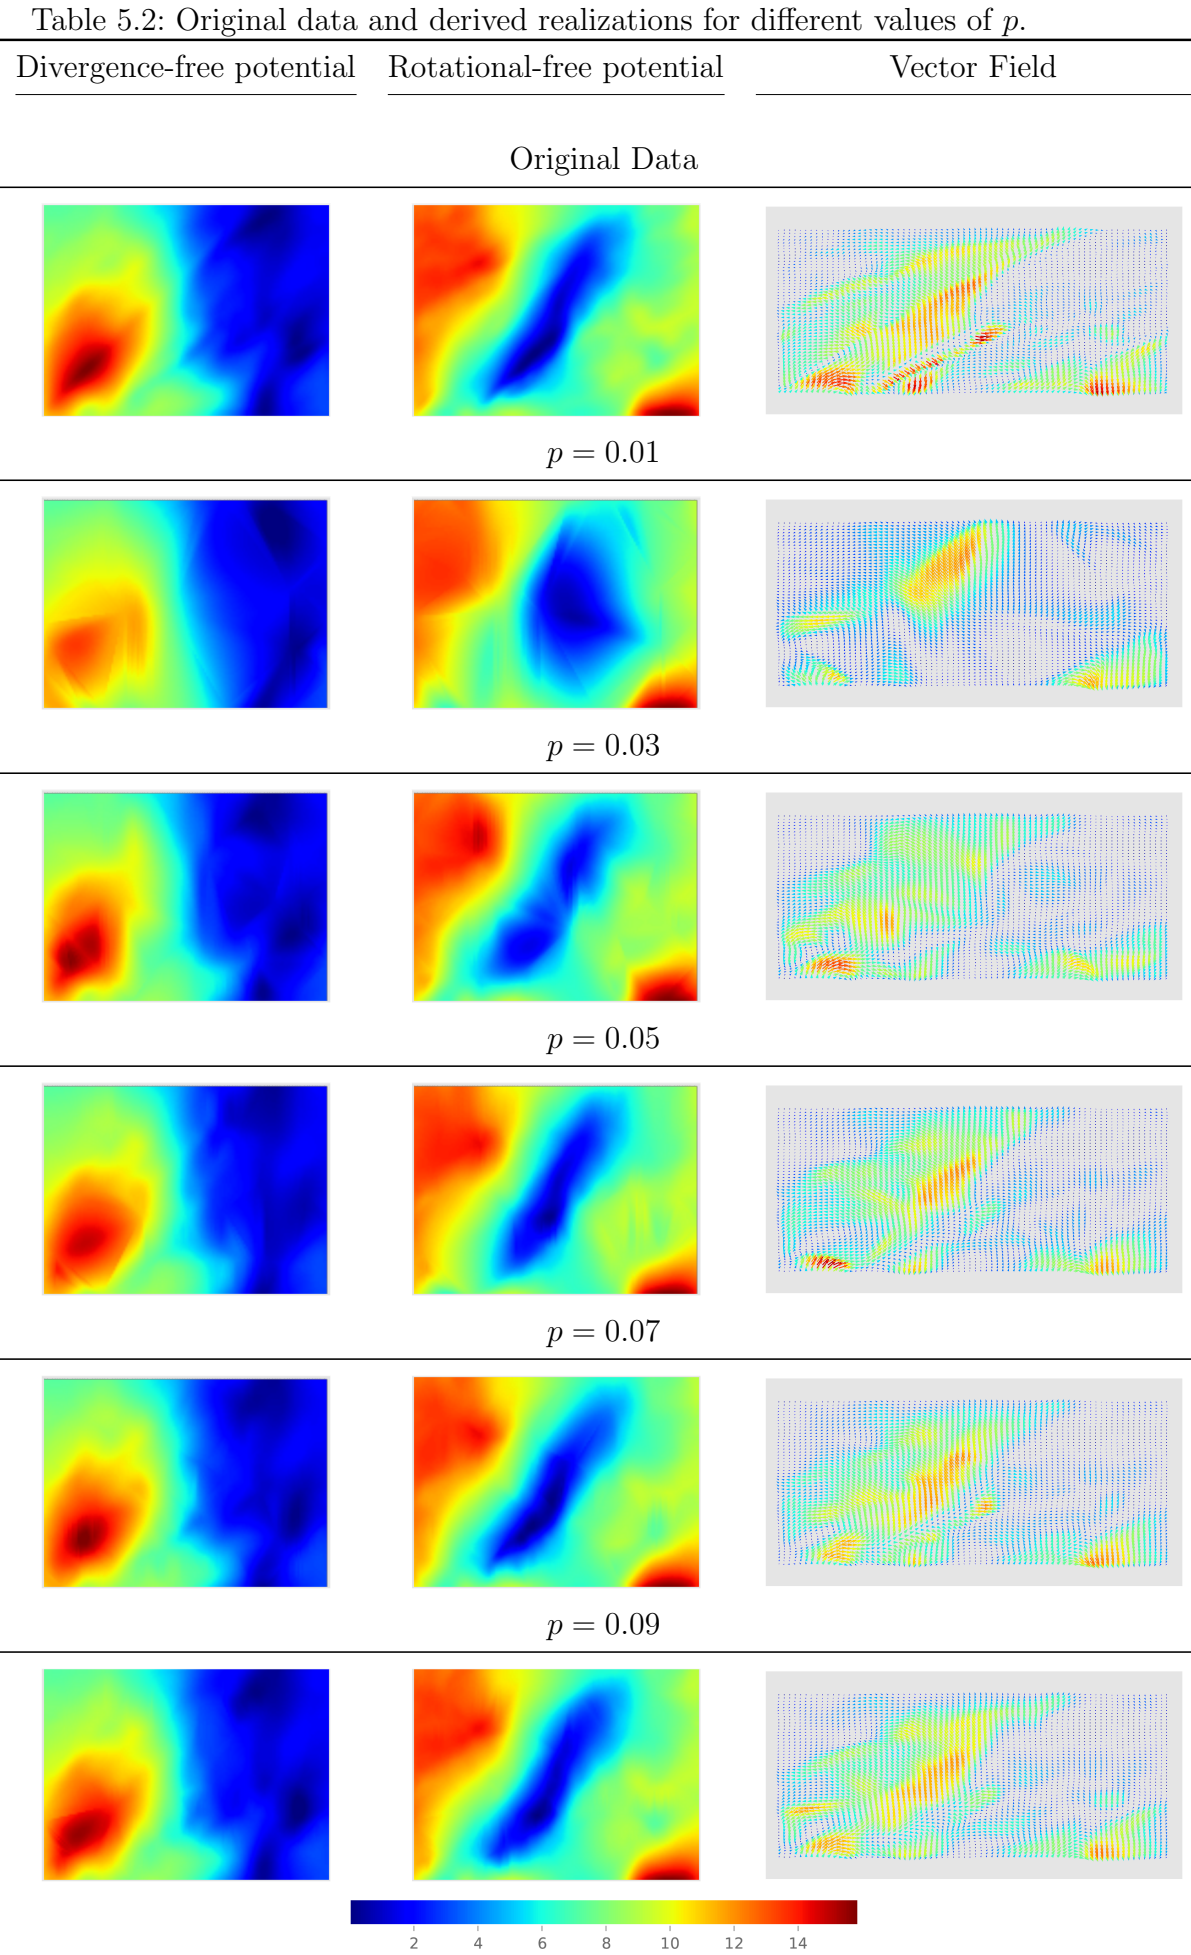 Table 5.2: Original data and derived realizations for different values of p.
Divergence-free potential Rotational-free potential Vector Field
Original Data
p = 0.01
p = 0.03
p = 0.05
p = 0.07
p = 0.09
2 4 6 8 10 12 14